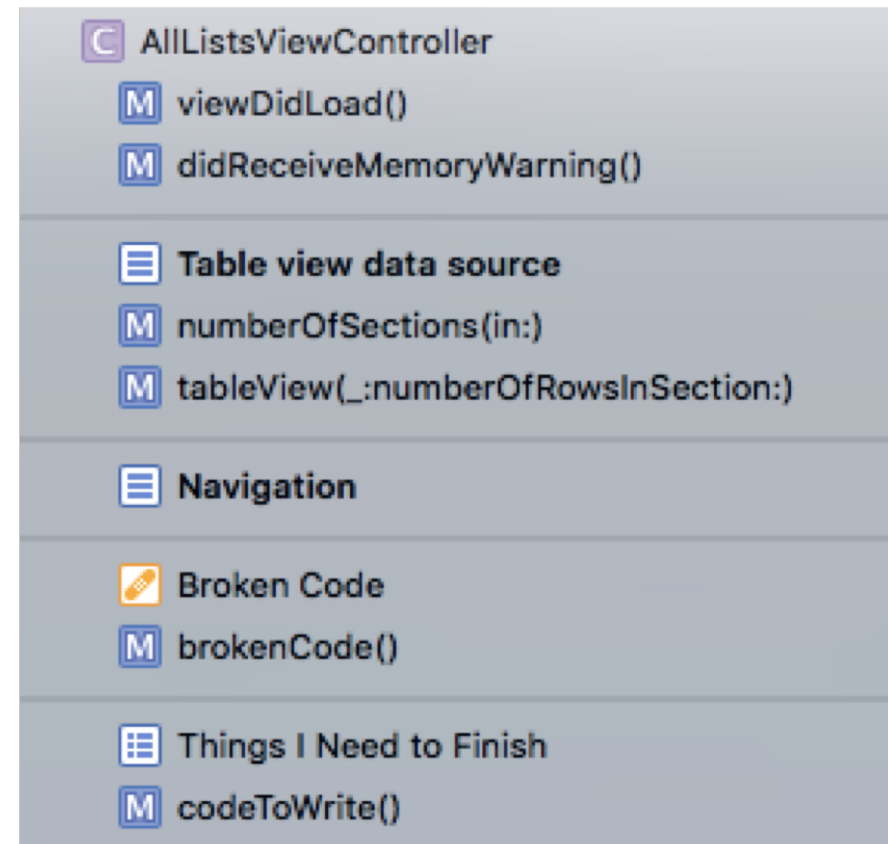 C AllListsViewController
M viewDidLoad()
M didReceiveMemoryWarning()
Table view data source
M numberOfSections(in:)
M tableView(_:numberOfRowsInSection:)
Navigation
Broken Code
M brokenCode()
Things I Need to Finish
M codeToWrite()